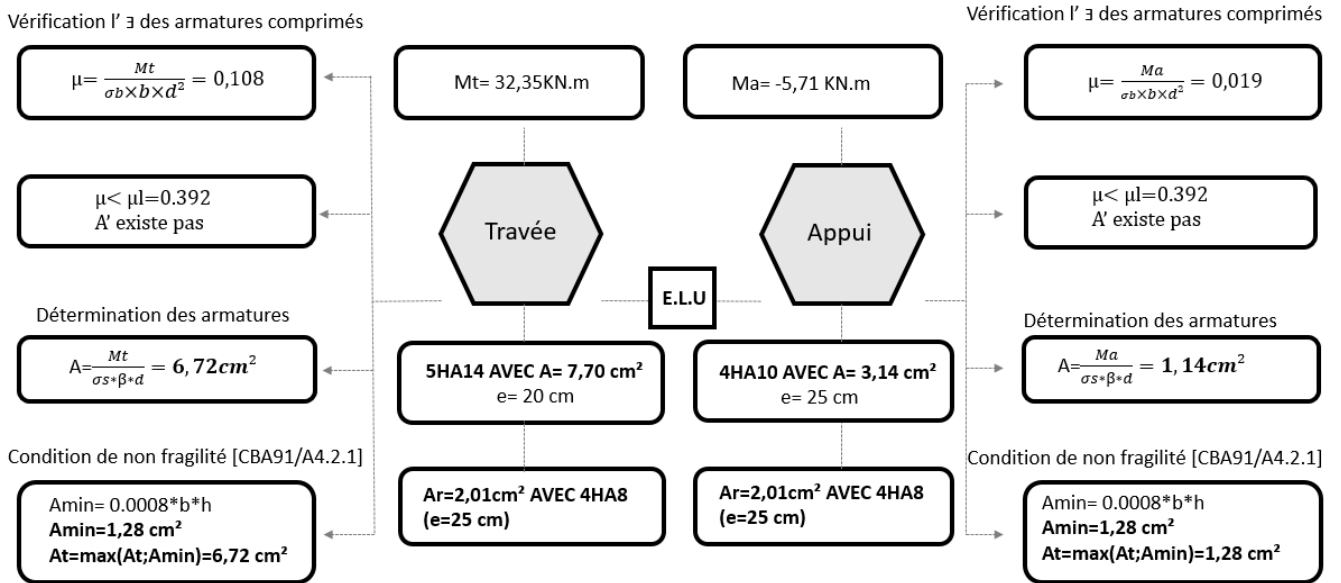 Vérification l' ∃ des armatures comprimés
μ= Mt / σb×b×d² = 0,108
μ< μl=0.392
A' existe pas
Détermination des armatures
A= Mt / σs*β*d = 6,72cm²
Condition de non fragilité [CBA91/A4.2.1]
Amin= 0.0008*b*h
Amin=1,28 cm²
At=max(At;Amin)=6,72 cm²
Mt= 32,35KN.m
Travée
5HA14 AVEC A= 7,70 cm²
e= 20 cm
Ar=2,01cm² AVEC 4HA8
(e=25 cm)
E.L.U
Ma= -5,71 KN.m
Appui
4HA10 AVEC A= 3,14 cm²
e= 25 cm
Ar=2,01cm² AVEC 4HA8
(e=25 cm)
Vérification l' ∃ des armatures comprimés
μ= Ma / σb×b×d² = 0,019
μ< μl=0.392
A' existe pas
Détermination des armatures
A= Ma / σs*β*d = 1,14cm²
Condition de non fragilité [CBA91/A4.2.1]
Amin= 0.0008*b*h
Amin=1,28 cm²
At=max(At;Amin)=1,28 cm²